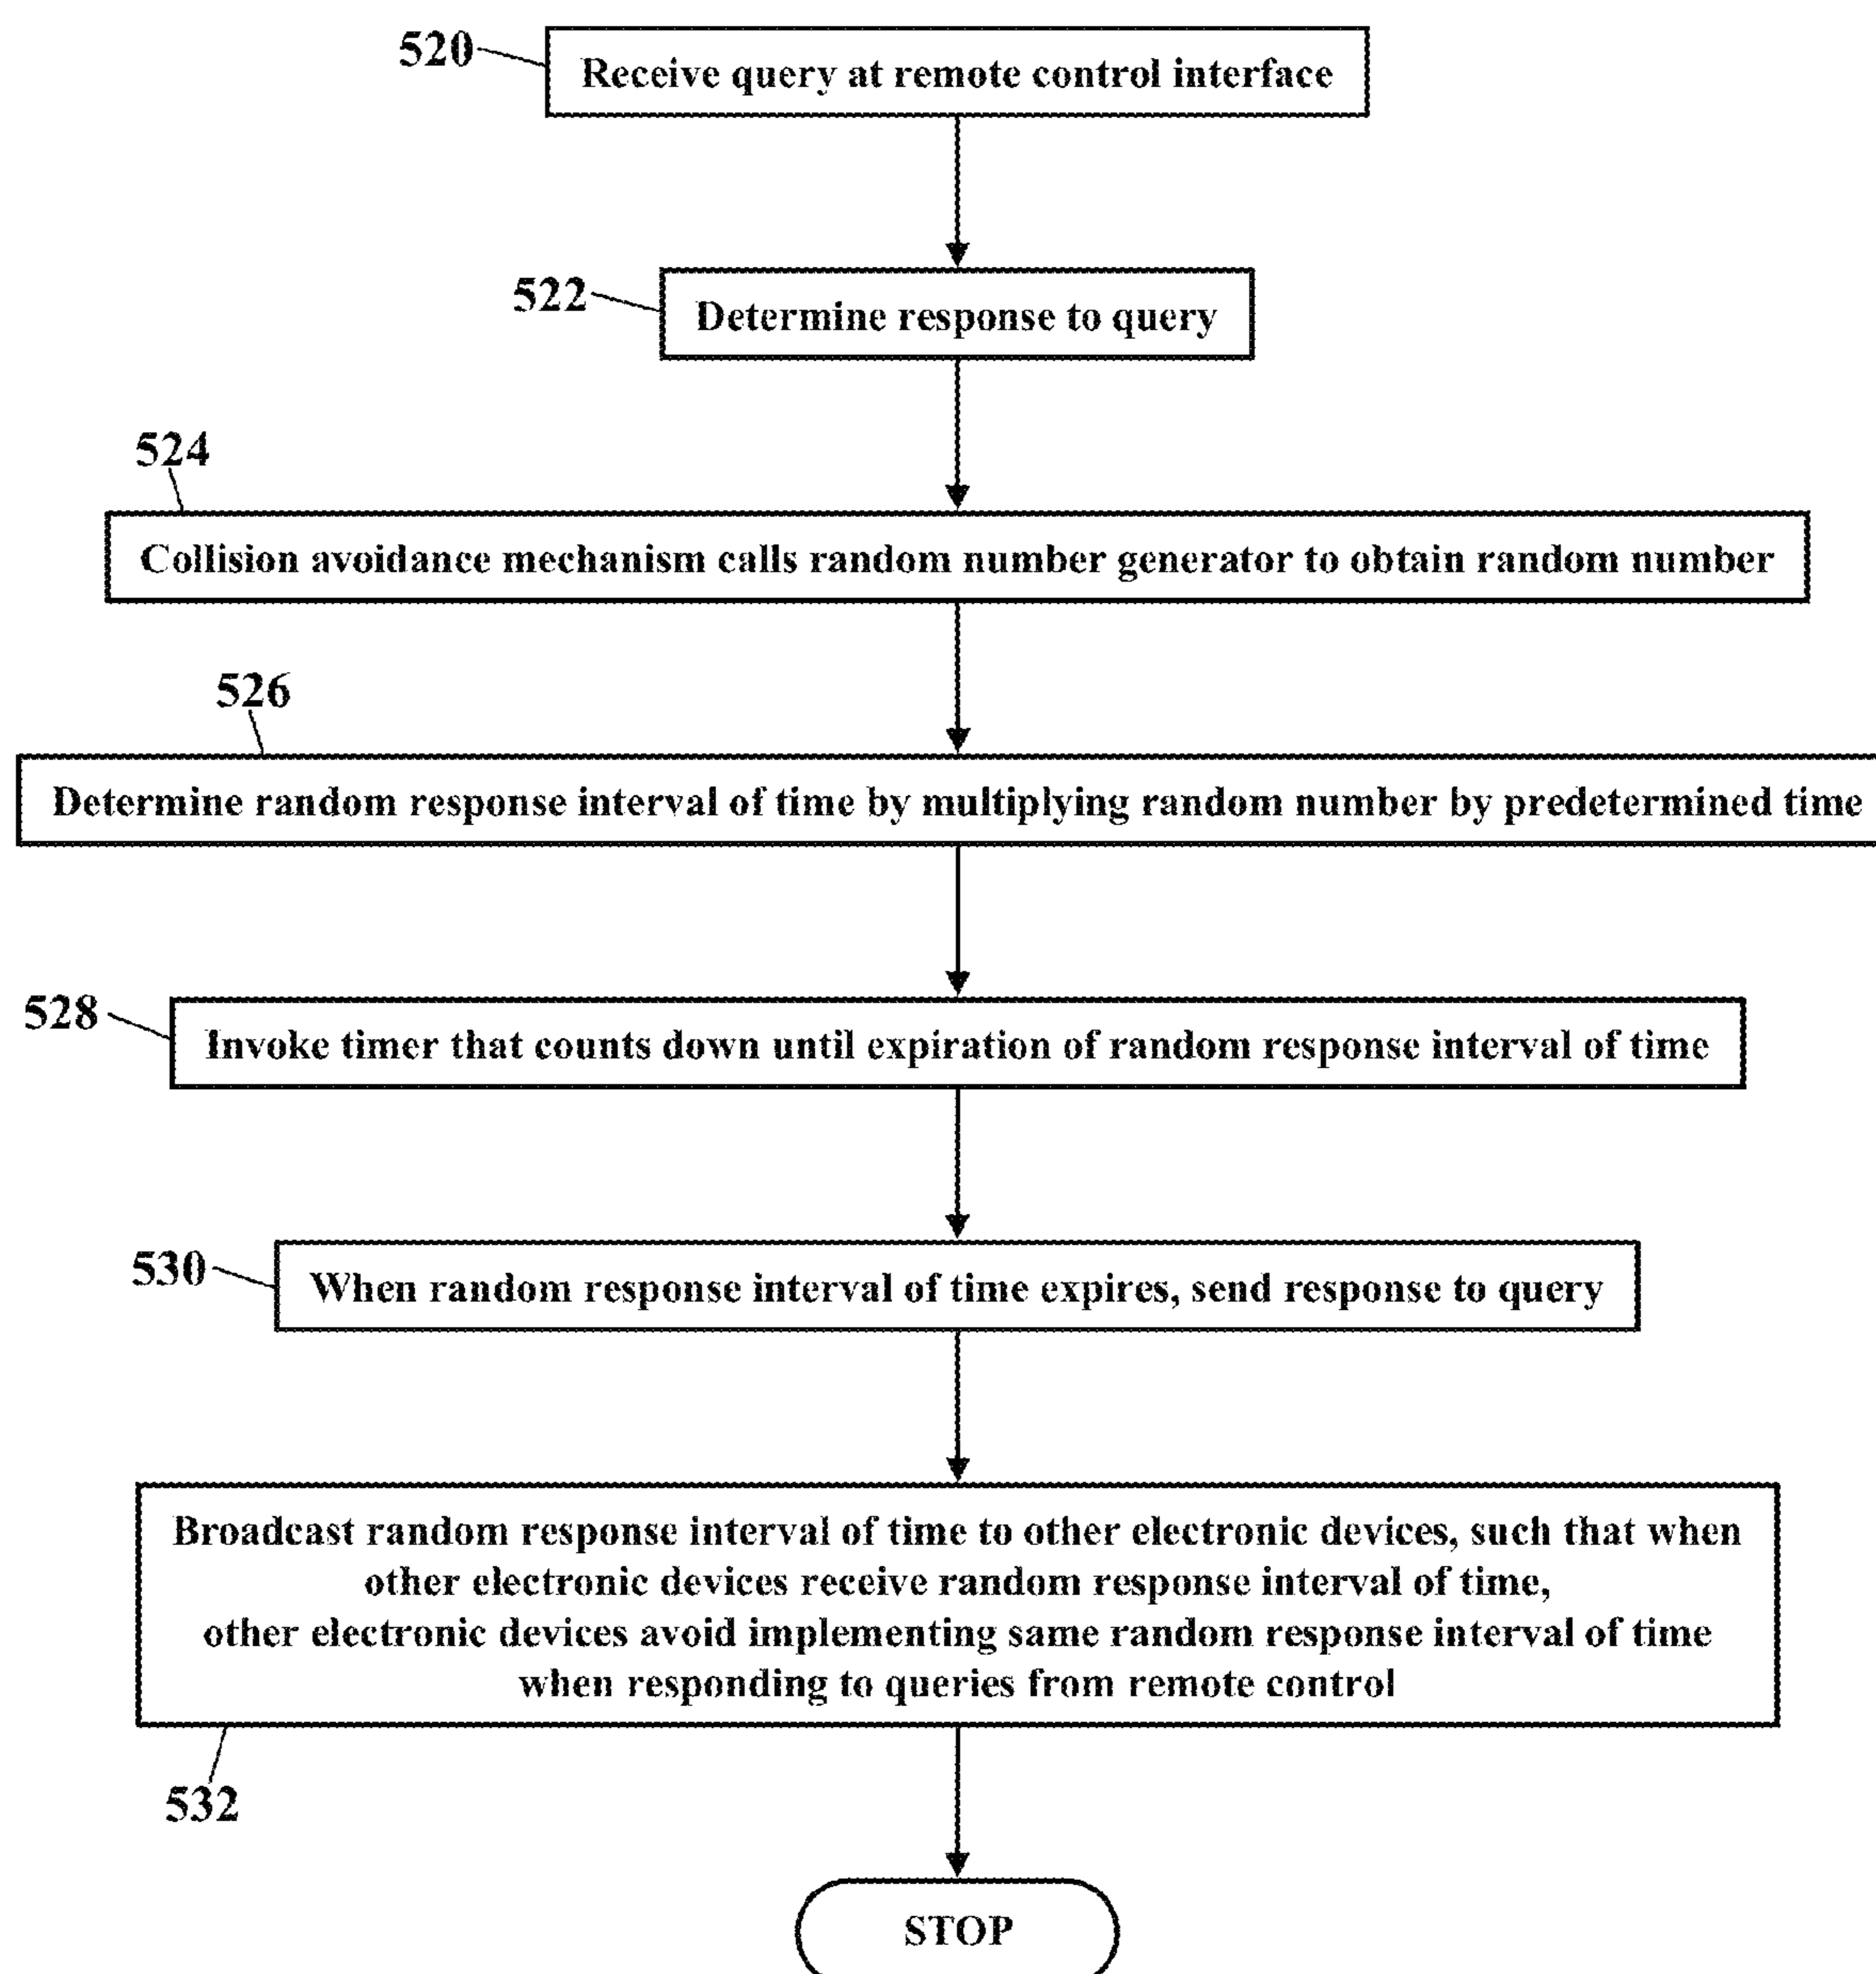 520
Receive query at remote control interface
522
Determine response to query
524
Collision avoidance mechanism calls random number generator to obtain random number
526
Determine random response interval of time by multiplying random number by predetermined time
528
Invoke timer that counts down until expiration of random response interval of time
530
When random response interval of time expires, send response to query
Broadcast random response interval of time to other electronic devices, such that when
other electronic devices receive random response interval of time,
other electronic devices avoid implementing same random response interval of time
when responding to queries from remote control
532
STOP